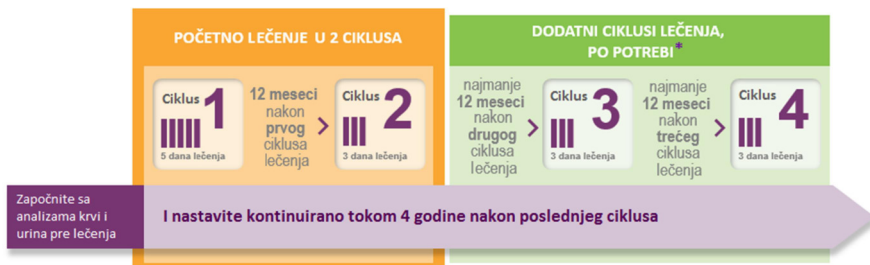 POČETNO LEČENJE U 2 CIKLUSA
Ciklus 1
5 dana lečenja
12 meseci
nakon
prvog
ciklusa
lečenja
Ciklus 2
3 dana lečenja
DODATNI CIKLUSI LEČENJA,
PO POTREBI*
najmanje
12 meseci
nakon
drugog
ciklusa
lečenja
Ciklus 3
3 dana lečenja
najmanje
12 meseci
nakon
trećeg
ciklusa
lečenja
Ciklus 4
3 dana lečenja
Započnite sa
analizama krvi i
urina pre lečenja
I nastavite kontinuirano tokom 4 godine nakon poslednjeg ciklusa